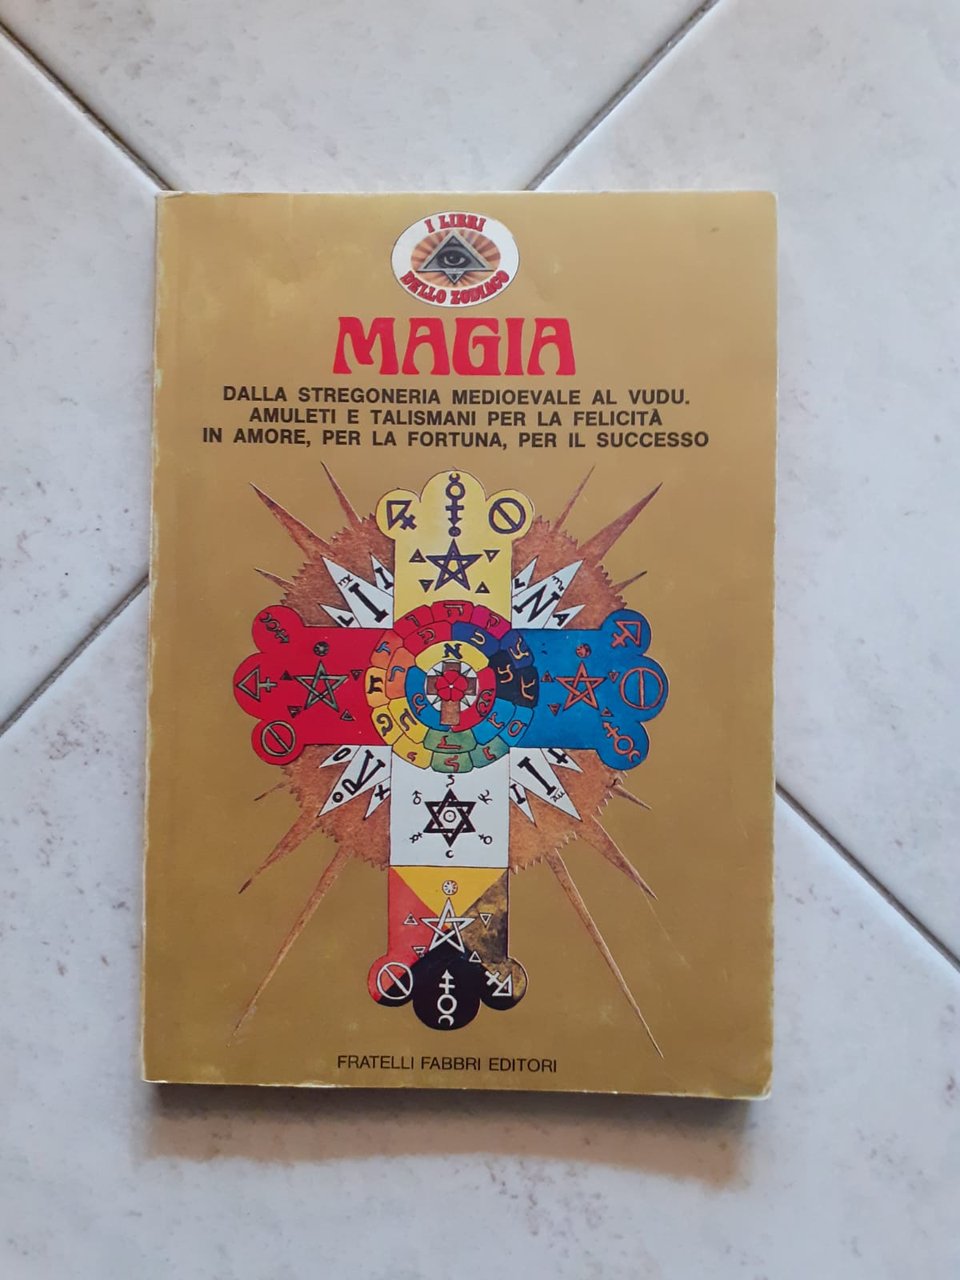 I LIBRI
DELLO ZODIACO
MAGIA
DALLA STREGONERIA MEDIOEVALE AL VUDU.
AMULETI E TALISMANI PER LA FELICITÀ
IN AMORE, PER LA FORTUNA, PER IL SUCCESSO
FRATELLI FABBRI EDITORI